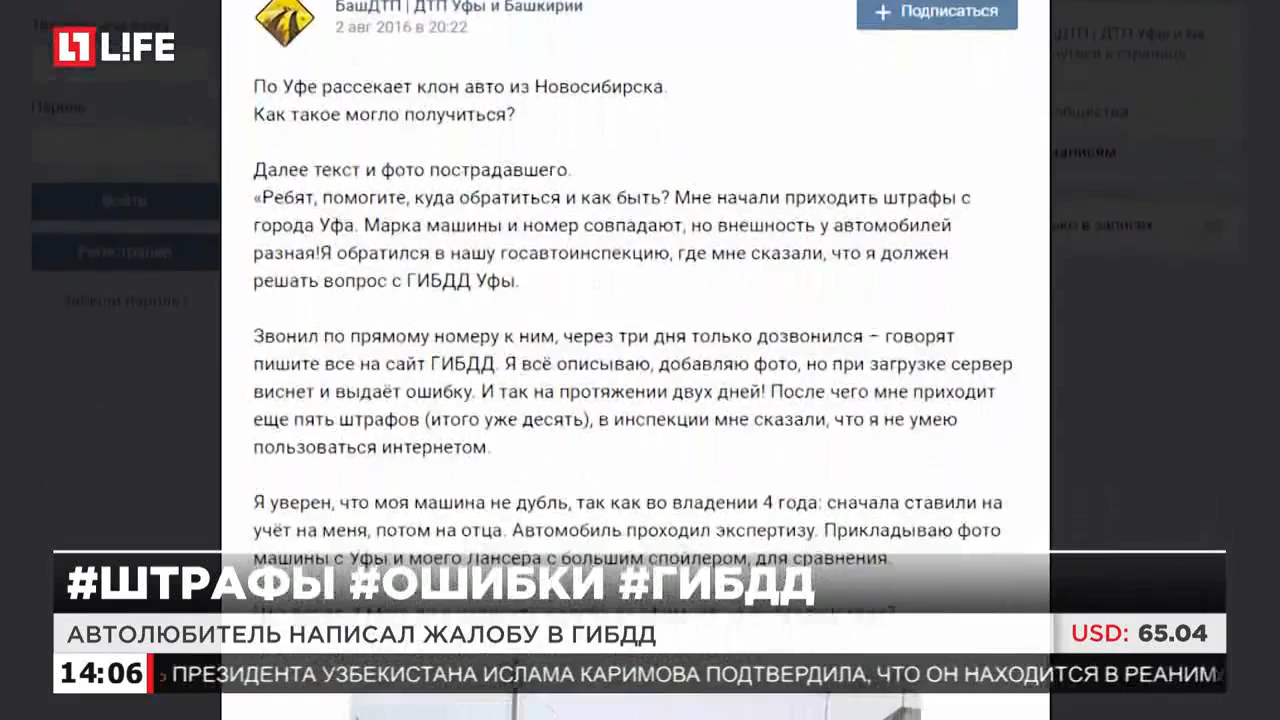 БашДТП | ДТП Уфы и Башкирии
2 авг 2016 в 20:22
+ Подписаться
LIFE
По Уфе рассекает клон авто из Новосибирска.
Как такое могло получиться?
Далее текст и фото пострадавшего.
«Ребят, помогите, куда обратиться и как быть? Мне начали приходить штрафы с
города Уфа. Марка машины и номер совпадают, но внешность у автомобилей
разная!Я обратился в нашу госавтоинспекцию, где мне сказали, что я должен
решать вопрос с ГИБДД Уфы.
Звонил по прямому номеру к ним, через три дня только дозвонился – говорят
пишите все на сайт ГИБДД. Я всё описываю, добавляю фото, но при загрузке сервер
виснет и выдаёт ошибку. И так на протяжении двух дней! После чего мне приходит
еще пять штрафов (итого уже десять), в инспекции мне сказали, что я не умею
пользоваться интернетом.
Я уверен, что моя машина не дубль, так как во владении 4 года: сначала ставили на
учёт на меня, потом на отца. Автомобиль проходил экспертизу. Прикладываю фото
машины с Уфы и моего Лансера с большим спойлером, для сравнения.
Пароль
Войти
Регистрация
Забыли пароль?
#ШТРАФЫ #ОШИБКИ #ГИБДД
АВТОЛЮБИТЕЛЬ НАПИСАЛ ЖАЛОБУ В ГИБДД
USD: 65.04
14:06
ПРЕЗИДЕНТА УЗБЕКИСТАНА ИСЛАМА КАРИМОВА ПОДТВЕРДИЛА, ЧТО ОН НАХОДИТСЯ В РЕАНИМ